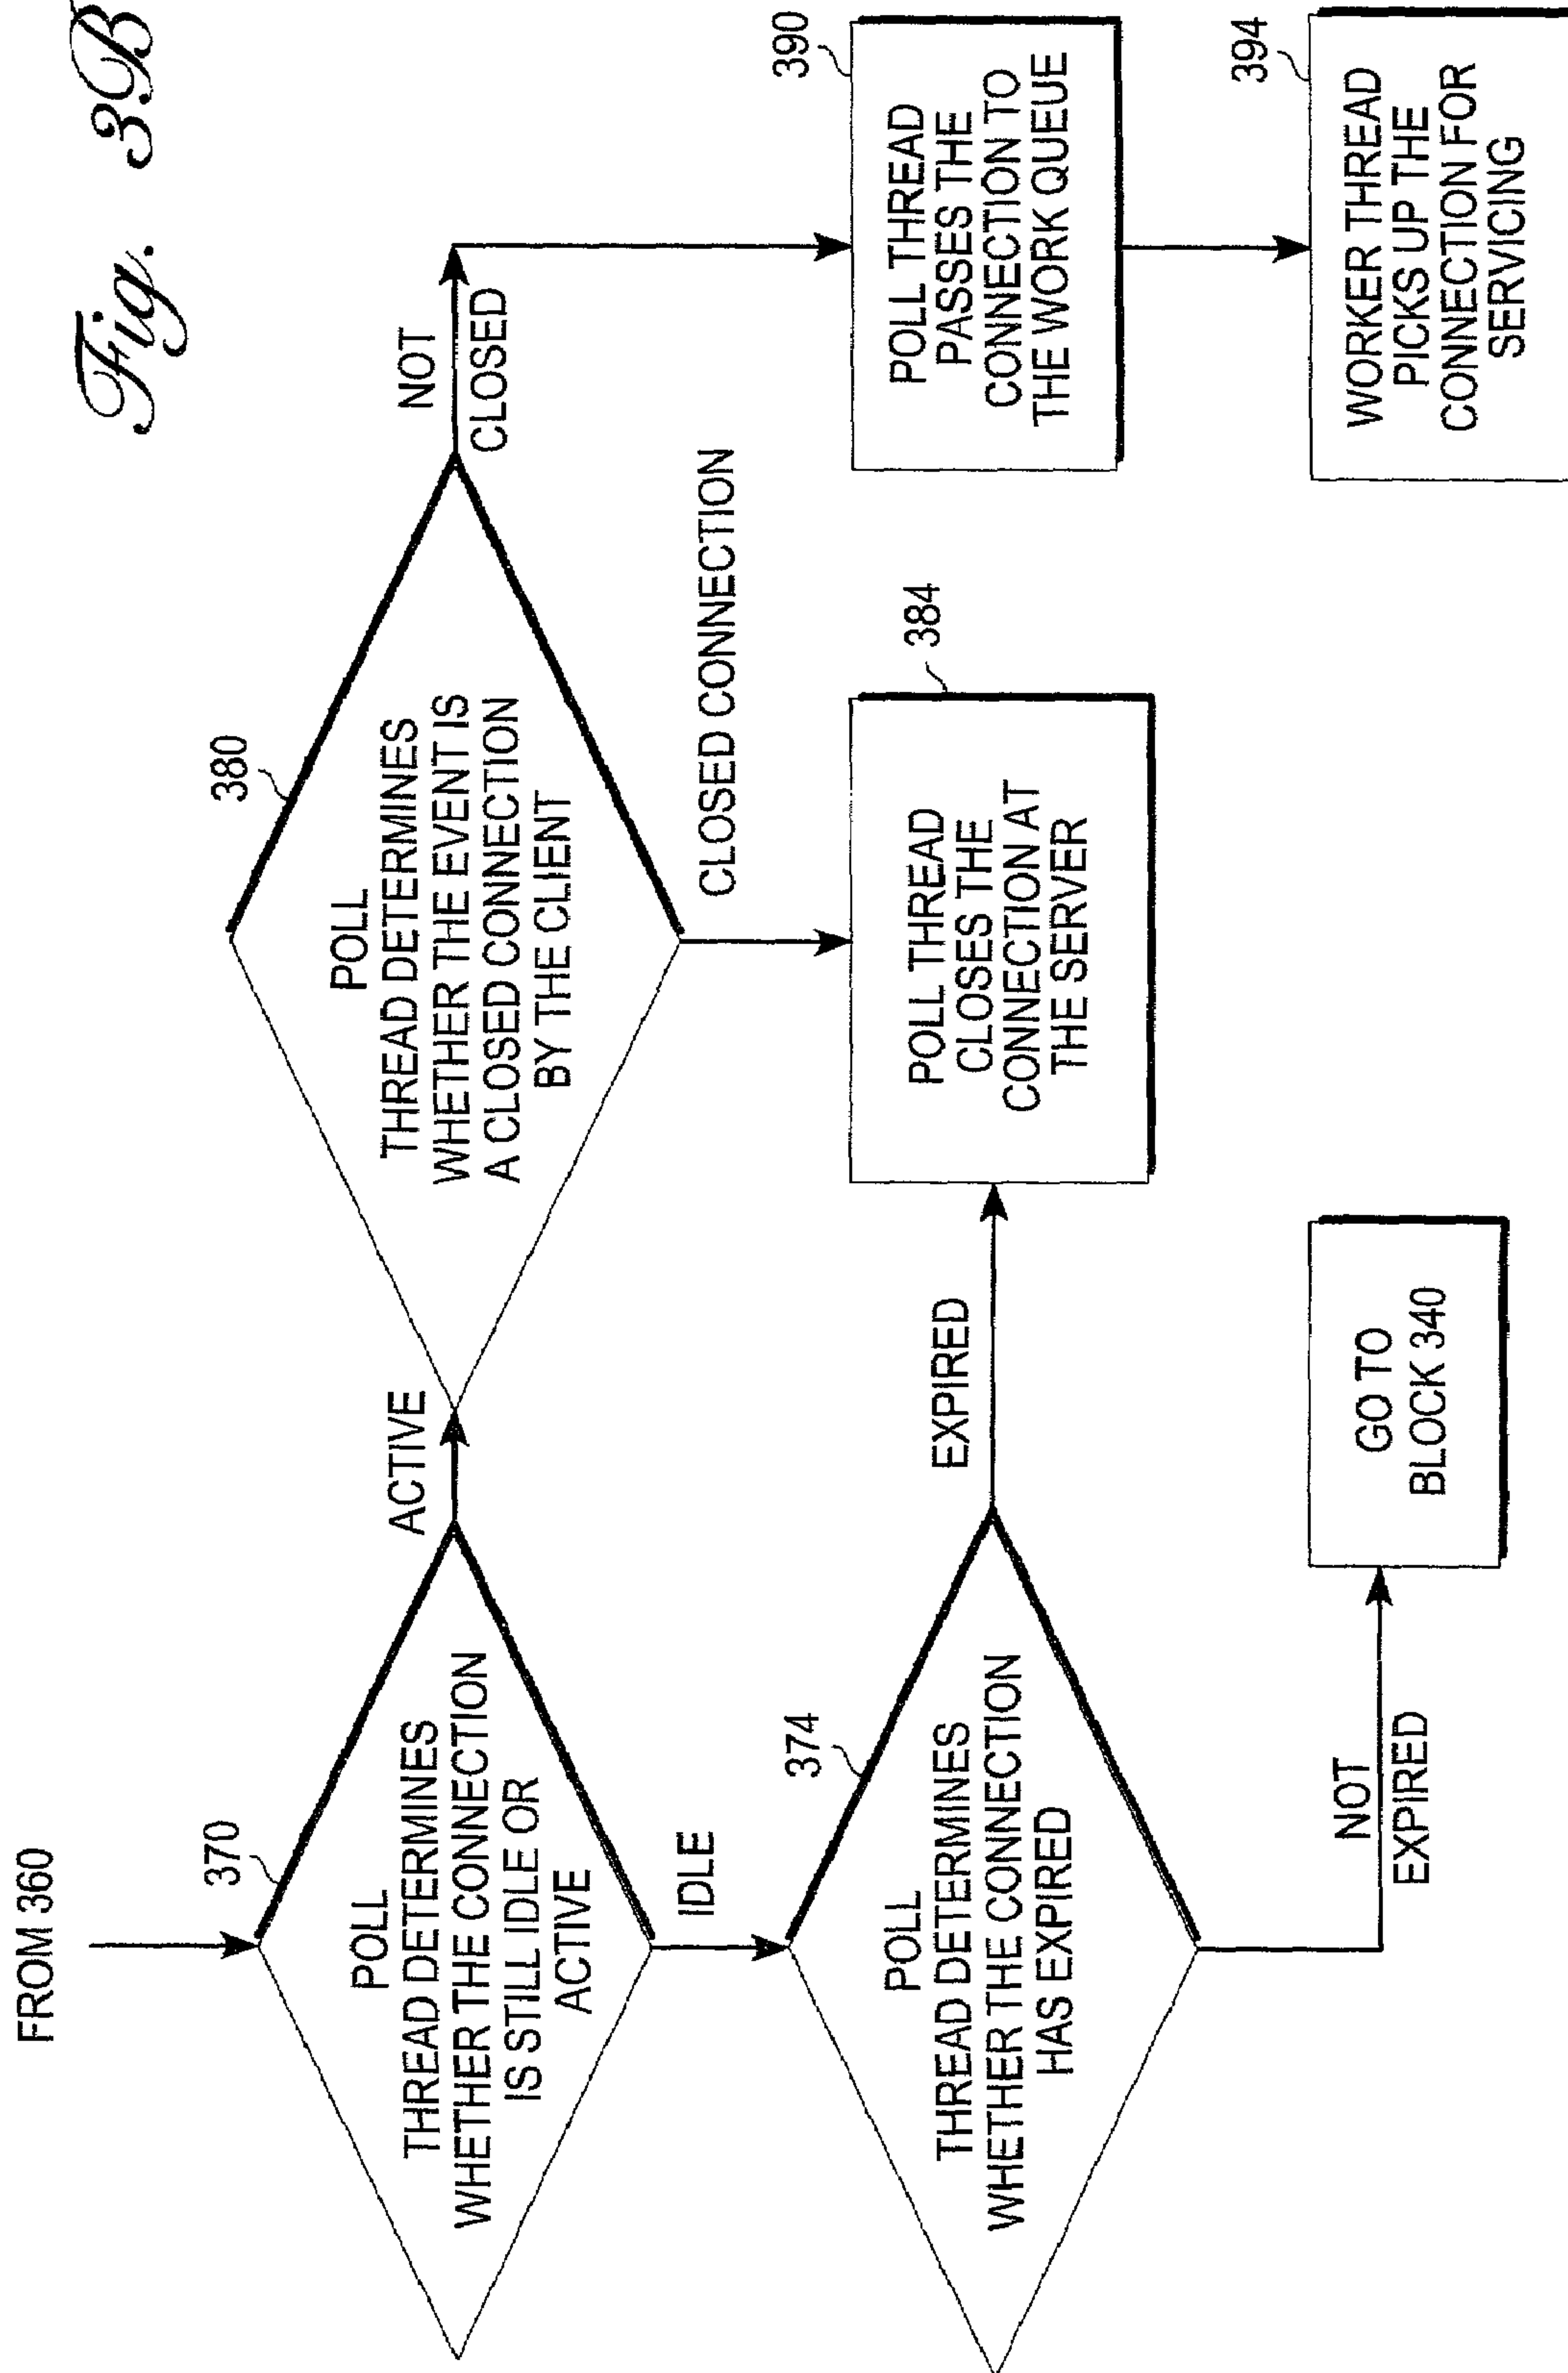 Fig. 3B
FROM 360
370
POLL
THREAD DETERMINES
WHETHER THE CONNECTION
IS STILL IDLE OR
ACTIVE
ACTIVE
380
POLL
THREAD DETERMINES
WHETHER THE EVENT IS
A CLOSED CONNECTION
BY THE CLIENT
NOT
CLOSED
IDLE
CLOSED CONNECTION
374
POLL
THREAD DETERMINES
WHETHER THE CONNECTION
HAS EXPIRED
EXPIRED
384
POLL THREAD
CLOSES THE
CONNECTION AT
THE SERVER
390
POLL THREAD
PASSES THE
CONNECTION TO
THE WORK QUEUE
NOT
EXPIRED
GO TO
BLOCK 340
394
WORKER THREAD
PICKS UP THE
CONNECTION FOR
SERVICING